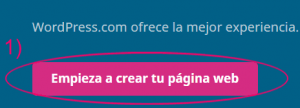 WordPress.com ofrece la mejor experiencia.
1)
Empieza a crear tu página web